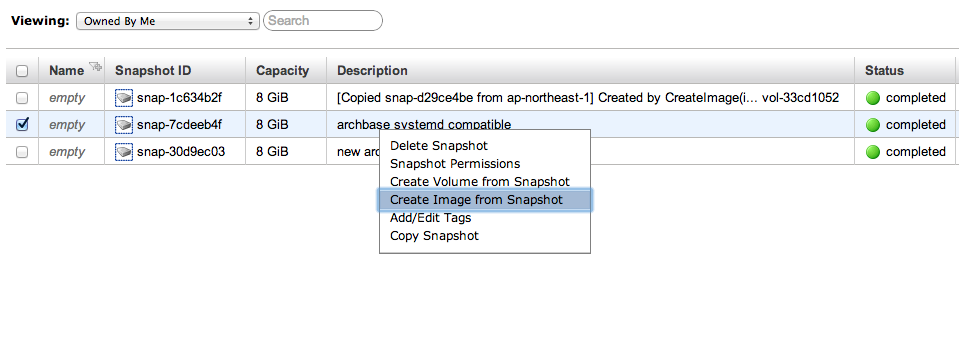 Viewing: Owned By Me Search
Name Snapshot ID Capacity Description Status
empty snap-1c634b2f 8 GiB [Copied snap-d29ce4be from ap-northeast-1] Created by CreateImage(i... vol-33cd1052 completed
empty snap-7cdeeb4f 8 GiB archbase systemd compatible completed
empty snap-30d9ec03 8 GiB new completed
Delete Snapshot
Snapshot Permissions
Create Volume from Snapshot
Create Image from Snapshot
Add/Edit Tags
Copy Snapshot